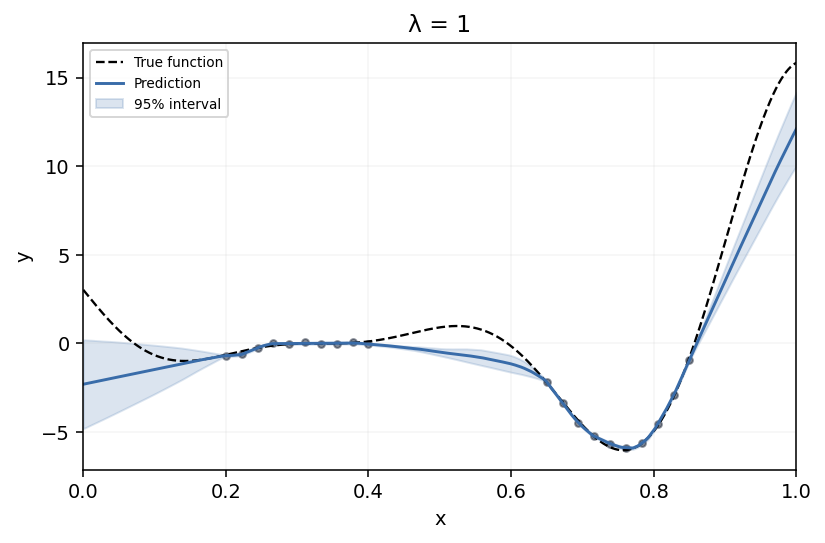 λ = 1
True function
Prediction
95% interval
15
10
5
0
−5
y
0.0 0.2 0.4 0.6 0.8 1.0
x